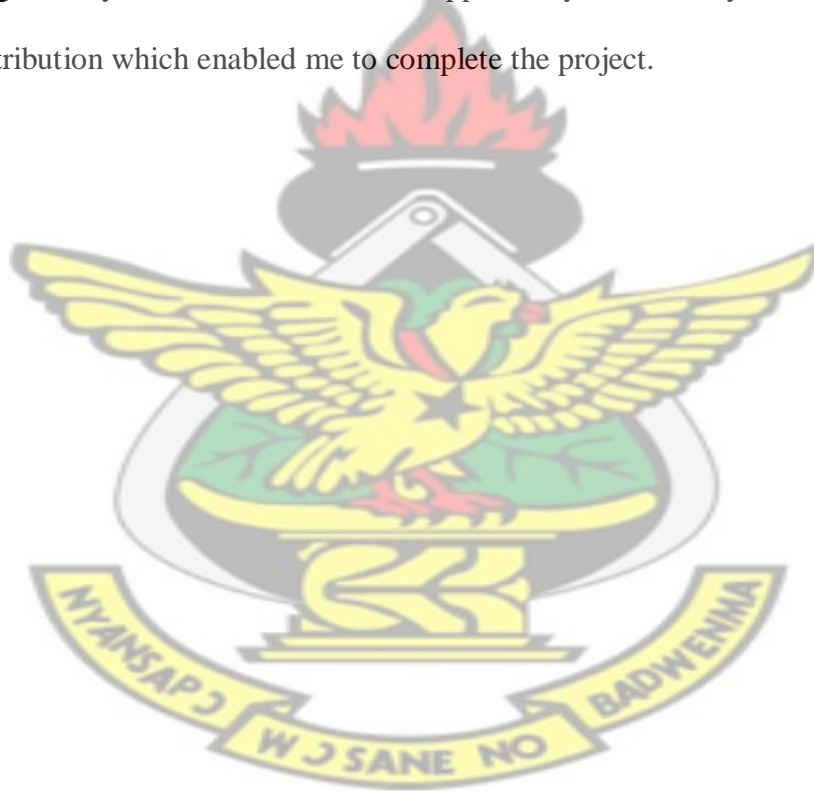 tribution which enabled me to complete the project.
NYANSAPƆ
WƆSANE NO
BADWENMA